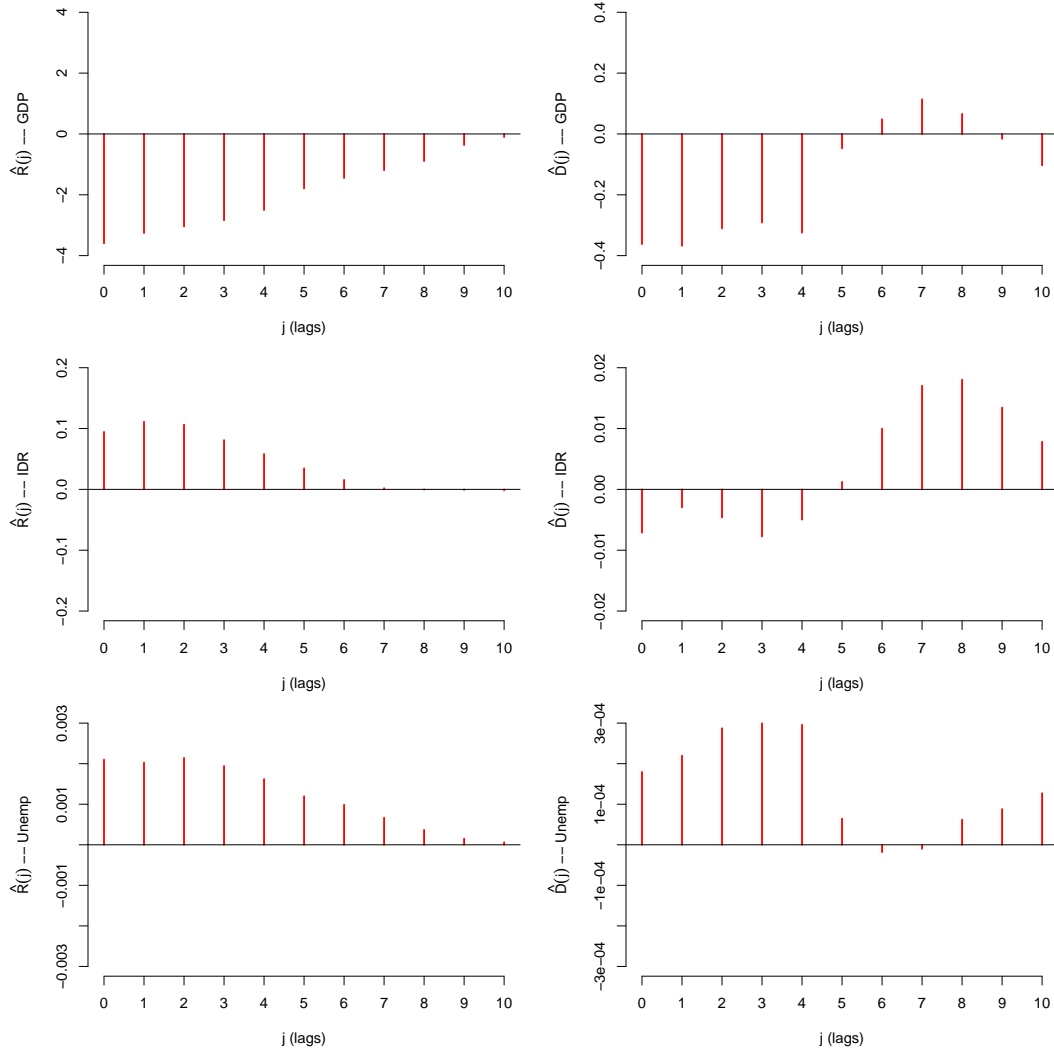 4
2
0
−2
−4
R̂(j) −− GDP
0 1 2 3 4 5 6 7 8 9 10
j (lags)
0.4
0.2
0.0
−0.2
−0.4
D̂(j) −− GDP
0 1 2 3 4 5 6 7 8 9 10
j (lags)
0.2
0.1
0.0
−0.1
−0.2
R̂(j) −− IDR
0 1 2 3 4 5 6 7 8 9 10
j (lags)
0.02
0.01
0.00
−0.01
−0.02
D̂(j) −− IDR
0 1 2 3 4 5 6 7 8 9 10
j (lags)
0.003
0.001
−0.001
−0.003
R̂(j) −− Unemp
0 1 2 3 4 5 6 7 8 9 10
j (lags)
3e−04
1e−04
−1e−04
−3e−04
D̂(j) −− Unemp
0 1 2 3 4 5 6 7 8 9 10
j (lags)